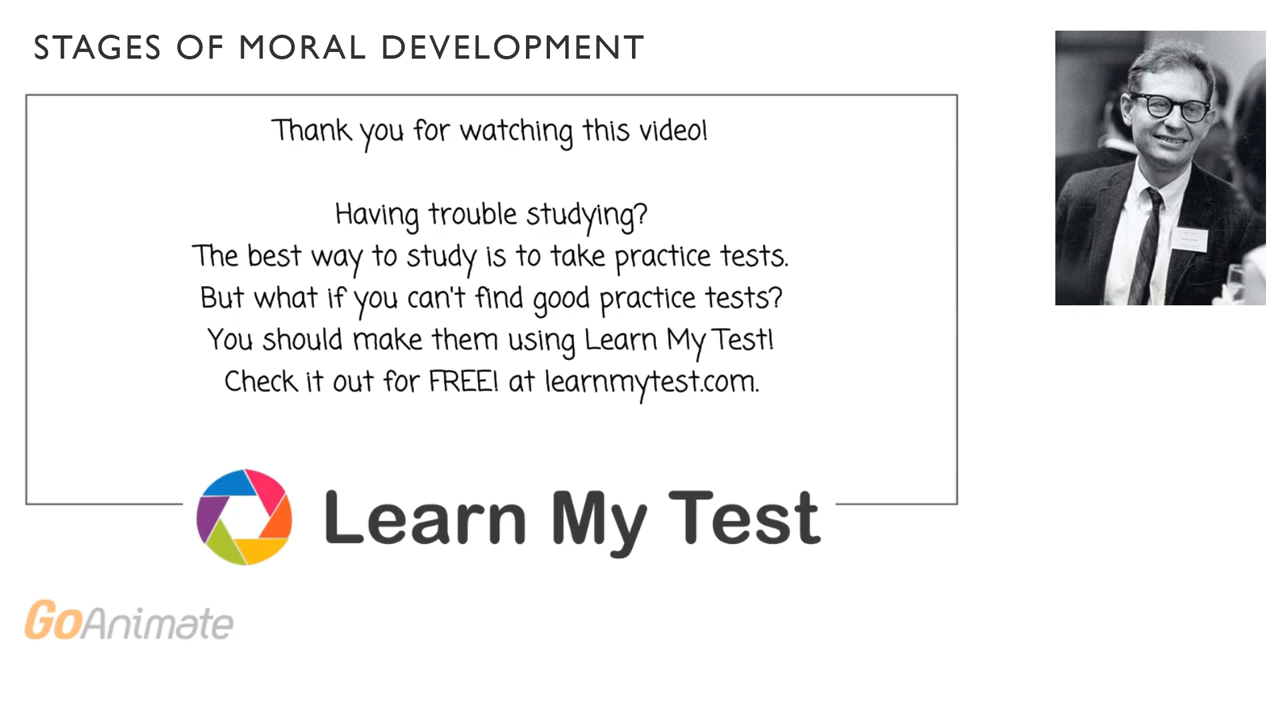 STAGES OF MORAL DEVELOPMENT
Thank you for watching this video!
Having trouble studying?
The best way to study is to take practice tests.
But what if you can't find good practice tests?
You should make them using Learn My Test!
Check it out for FREE! at learnmytest.com.
Learn My Test
GoAnimate